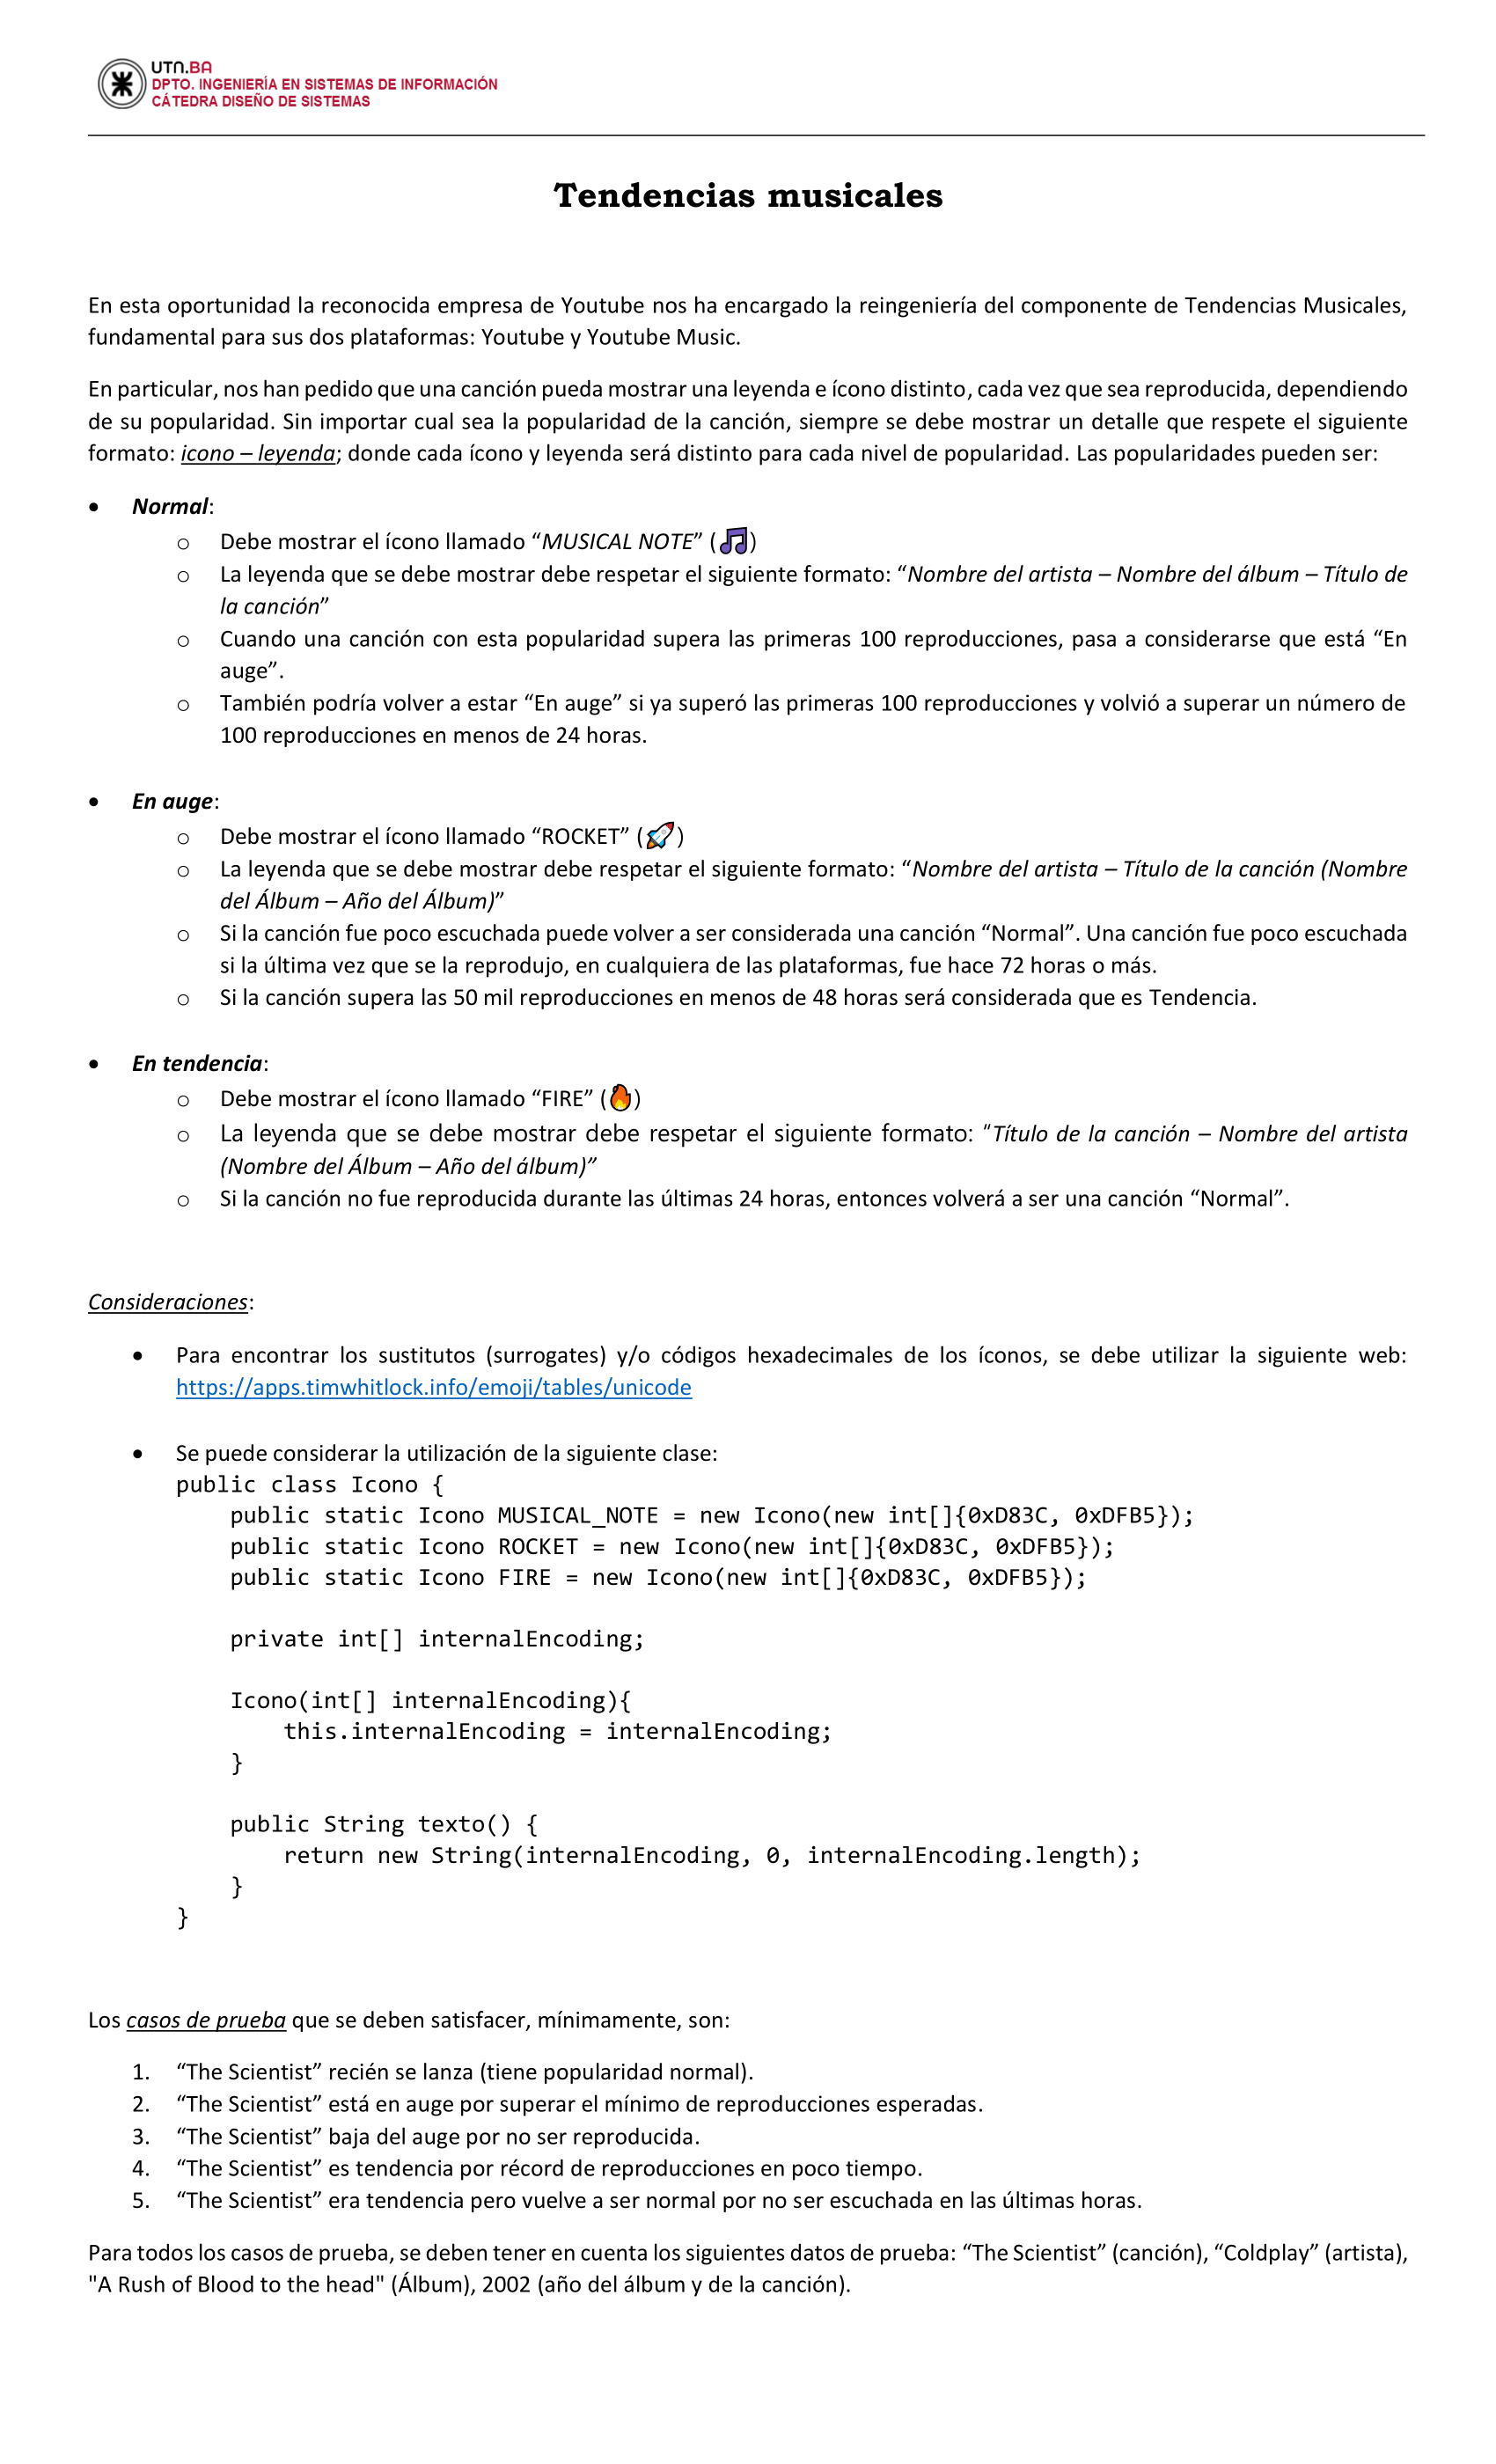 UTN.BA
DPTO. INGENIERÍA EN SISTEMAS DE INFORMACIÓN
CÁTEDRA DISEÑO DE SISTEMAS
Tendencias musicales
En esta oportunidad la reconocida empresa de Youtube nos ha encargado la reingeniería del componente de Tendencias Musicales,
fundamental para sus dos plataformas: Youtube y Youtube Music.
En particular, nos han pedido que una canción pueda mostrar una leyenda e ícono distinto, cada vez que sea reproducida, dependiendo
de su popularidad. Sin importar cual sea la popularidad de la canción, siempre se debe mostrar un detalle que respete el siguiente
formato: icono – leyenda; donde cada ícono y leyenda será distinto para cada nivel de popularidad. Las popularidades pueden ser:
• Normal:
o Debe mostrar el ícono llamado “MUSICAL NOTE” (🎵)
o La leyenda que se debe mostrar debe respetar el siguiente formato: “Nombre del artista – Nombre del álbum – Título de
la canción”
o Cuando una canción con esta popularidad supera las primeras 100 reproducciones, pasa a considerarse que está “En
auge”.
o También podría volver a estar “En auge” si ya superó las primeras 100 reproducciones y volvió a superar un número de
100 reproducciones en menos de 24 horas.
• En auge:
o Debe mostrar el ícono llamado “ROCKET” (🚀)
o La leyenda que se debe mostrar debe respetar el siguiente formato: “Nombre del artista – Título de la canción (Nombre
del Álbum – Año del Álbum)”
o Si la canción fue poco escuchada puede volver a ser considerada una canción “Normal”. Una canción fue poco escuchada
si la última vez que se la reprodujo, en cualquiera de las plataformas, fue hace 72 horas o más.
o Si la canción supera las 50 mil reproducciones en menos de 48 horas será considerada que es Tendencia.
• En tendencia:
o Debe mostrar el ícono llamado “FIRE” (🔥)
o La leyenda que se debe mostrar debe respetar el siguiente formato: “Título de la canción – Nombre del artista
(Nombre del Álbum – Año del álbum)”
o Si la canción no fue reproducida durante las últimas 24 horas, entonces volverá a ser una canción “Normal”.
Consideraciones:
• Para encontrar los sustitutos (surrogates) y/o códigos hexadecimales de los íconos, se debe utilizar la siguiente web:
https://apps.timwhitlock.info/emoji/tables/unicode
• Se puede considerar la utilización de la siguiente clase:
public class Icono {
public static Icono MUSICAL_NOTE = new Icono(new int[]{0xD83C, 0xDFB5});
public static Icono ROCKET = new Icono(new int[]{0xD83C, 0xDFB5});
public static Icono FIRE = new Icono(new int[]{0xD83C, 0xDFB5});
private int[] internalEncoding;
Icono(int[] internalEncoding){
this.internalEncoding = internalEncoding;
}
public String texto() {
return new String(internalEncoding, 0, internalEncoding.length);
}
}
Los casos de prueba que se deben satisfacer, mínimamente, son:
1. “The Scientist” recién se lanza (tiene popularidad normal).
2. “The Scientist” está en auge por superar el mínimo de reproducciones esperadas.
3. “The Scientist” baja del auge por no ser reproducida.
4. “The Scientist” es tendencia por récord de reproducciones en poco tiempo.
5. “The Scientist” era tendencia pero vuelve a ser normal por no ser escuchada en las últimas horas.
Para todos los casos de prueba, se deben tener en cuenta los siguientes datos de prueba: “The Scientist” (canción), “Coldplay” (artista),
"A Rush of Blood to the head" (Álbum), 2002 (año del álbum y de la canción).